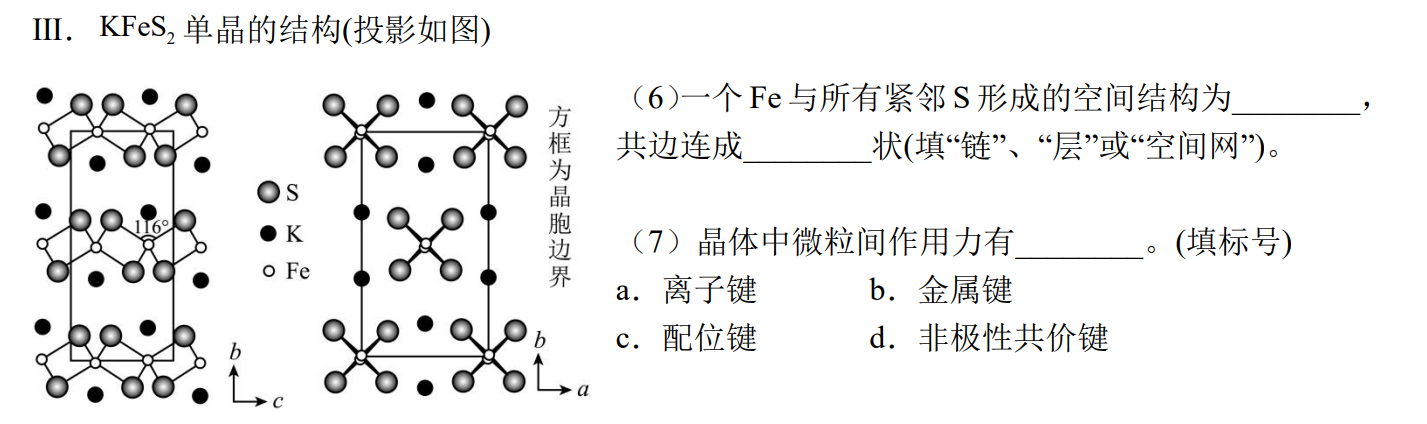 III． KFeS₂ 单晶的结构(投影如图)
116°
S
K
Fe
b
c
方框为晶胞边界
b
a
（6）一个 Fe 与所有紧邻 S 形成的空间结构为________，
共边连成________状(填“链”、“层”或“空间网”)。
（7）晶体中微粒间作用力有________。(填标号)
a．离子键 b．金属键
c．配位键 d．非极性共价键